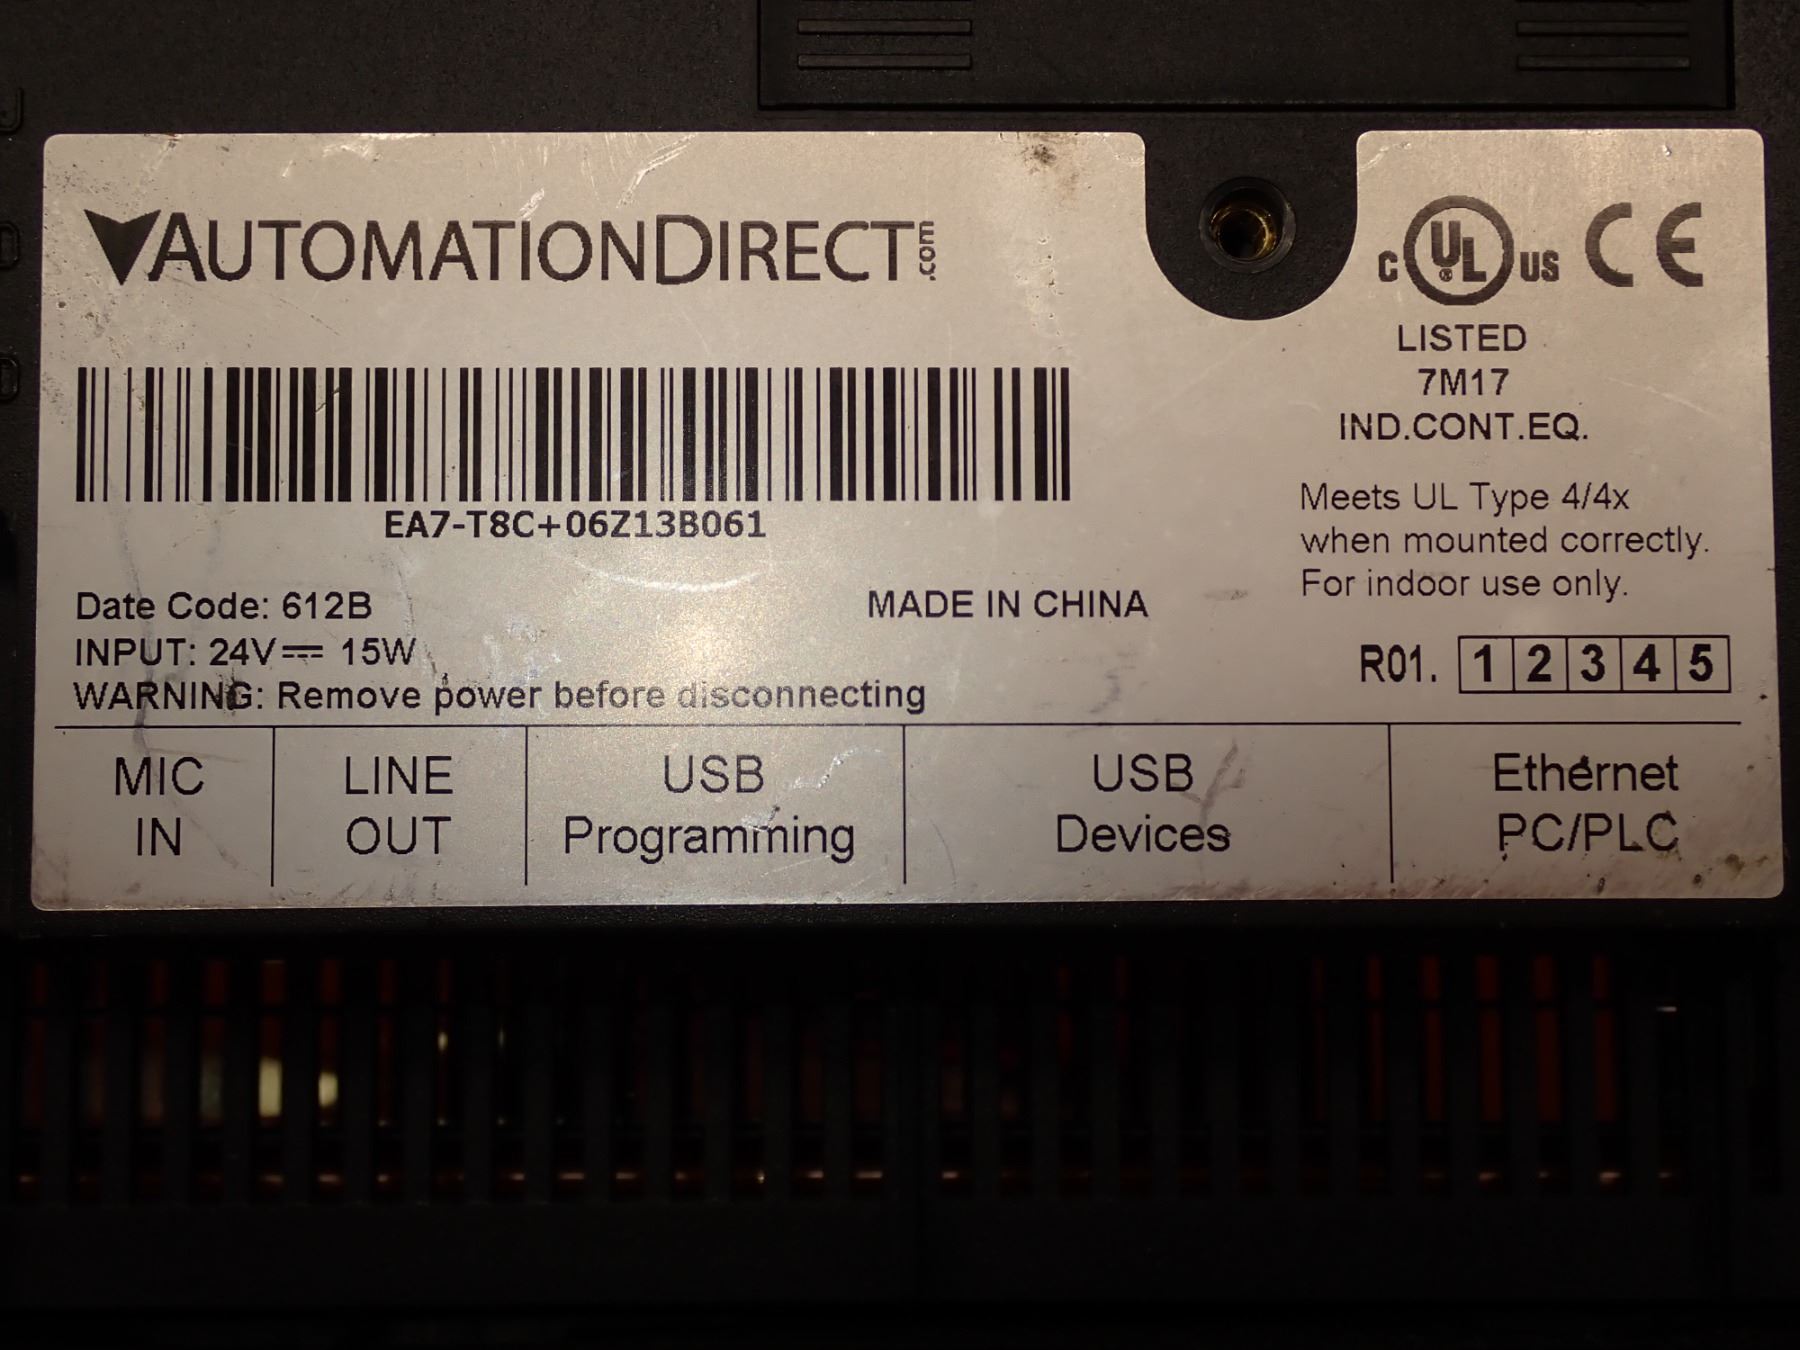 AUTOMATIONDIRECT.com
C UL® US CE
LISTED
7M17
IND.CONT.EQ.
EA7-T8C+06Z13B061
Meets UL Type 4/4x
when mounted correctly.
For indoor use only.
Date Code: 612B
MADE IN CHINA
INPUT: 24V⎓ 15W
R01. 1 2 3 4 5
WARNING: Remove power before disconnecting
MIC
IN
LINE
OUT
USB
Programming
USB
Devices
Ethernet
PC/PLC